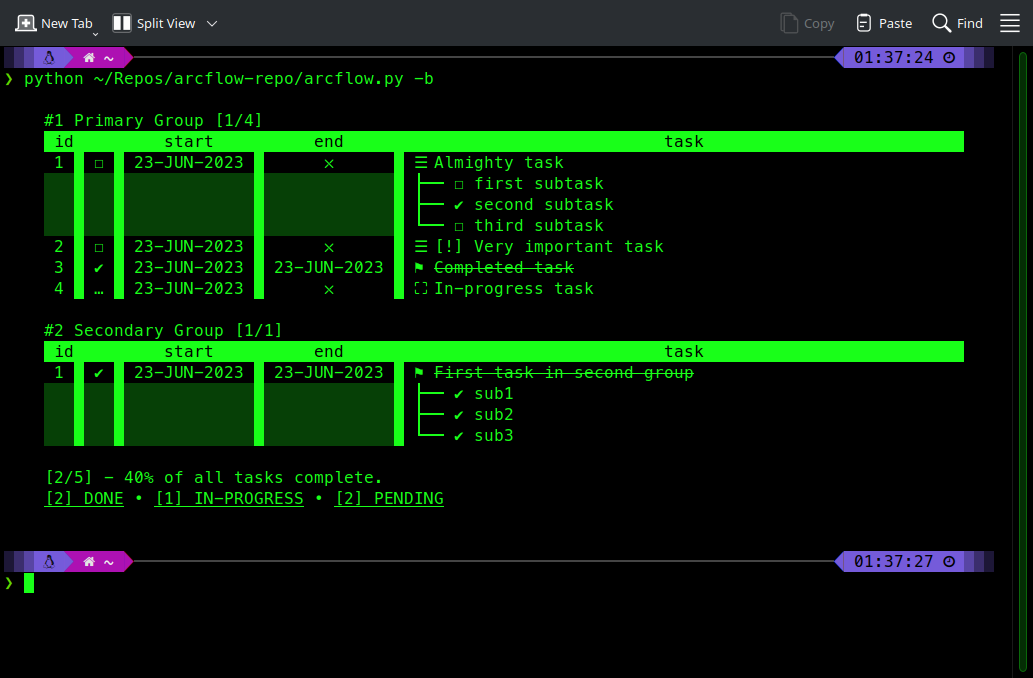 New Tab Split View Copy Paste Find
~ 01:37:24
❯ python ~/Repos/arcflow-repo/arcflow.py -b
#1 Primary Group [1/4]
id start end task
1 ☐ 23-JUN-2023 × ☰ Almighty task
├── ☐ first subtask
├── ✔ second subtask
└── ☐ third subtask
2 ☐ 23-JUN-2023 × ☰ [!] Very important task
3 ✔ 23-JUN-2023 23-JUN-2023 ⚑ Completed task
4 … 23-JUN-2023 × ⛶ In-progress task
#2 Secondary Group [1/1]
id start end task
1 ✔ 23-JUN-2023 23-JUN-2023 ⚑ First task in second group
├── ✔ sub1
├── ✔ sub2
└── ✔ sub3
[2/5] − 40% of all tasks complete.
[2] DONE • [1] IN-PROGRESS • [2] PENDING
~ 01:37:27
❯